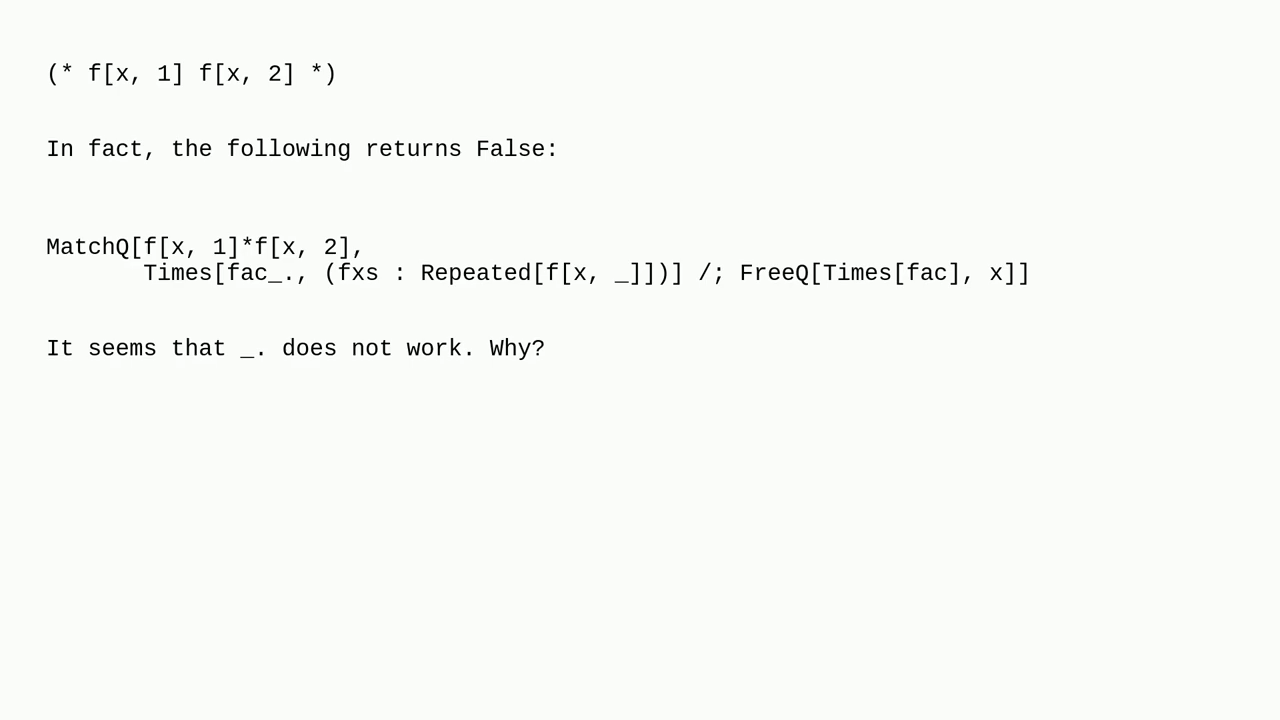 (* f[x, 1] f[x, 2] *)
In fact, the following returns False:
MatchQ[f[x, 1]*f[x, 2],
       Times[fac_., (fxs : Repeated[f[x, _]])] /; FreeQ[Times[fac], x]]
It seems that _. does not work. Why?